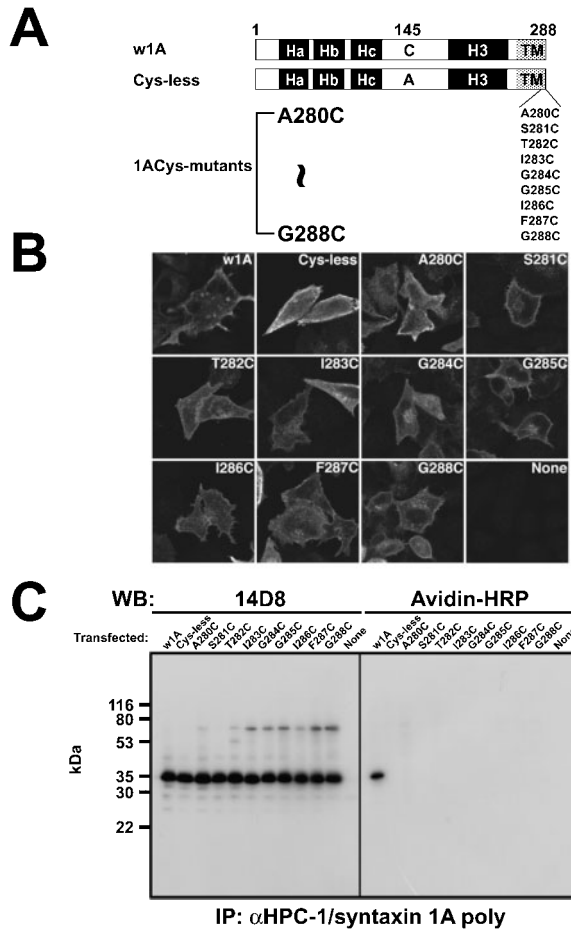 A
1 145 288
w1A Ha Hb Hc C H3 TM
Cys-less Ha Hb Hc A H3 TM
1ACys-mutants
A280C
~
G288C
A280C
S281C
T282C
I283C
G284C
G285C
I286C
F287C
G288C
B
w1A Cys-less A280C S281C
T282C I283C G284C G285C
I286C F287C G288C None
C
WB: 14D8 Avidin-HRP
Transfected: w1A Cys-less A280C S281C T282C I283C G284C G285C I286C F287C G288C None w1A Cys-less A280C S281C T282C I283C G284C G285C I286C F287C G288C None
kDa
116
80
53
35
30
22
IP: αHPC-1/syntaxin 1A poly